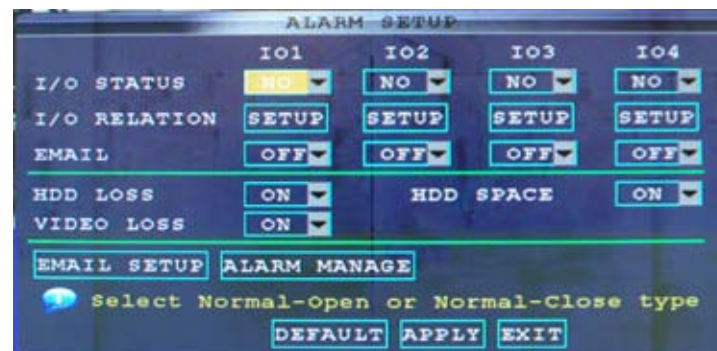 ALARM SETUP
IO1 IO2 IO3 IO4
I/O STATUS NO NO NO NO
I/O RELATION SETUP SETUP SETUP SETUP
EMAIL OFF OFF OFF OFF
HDD LOSS ON HDD SPACE ON
VIDEO LOSS ON
EMAIL SETUP ALARM MANAGE
Select Normal-Open or Normal-Close type
DEFAULT APPLY EXIT